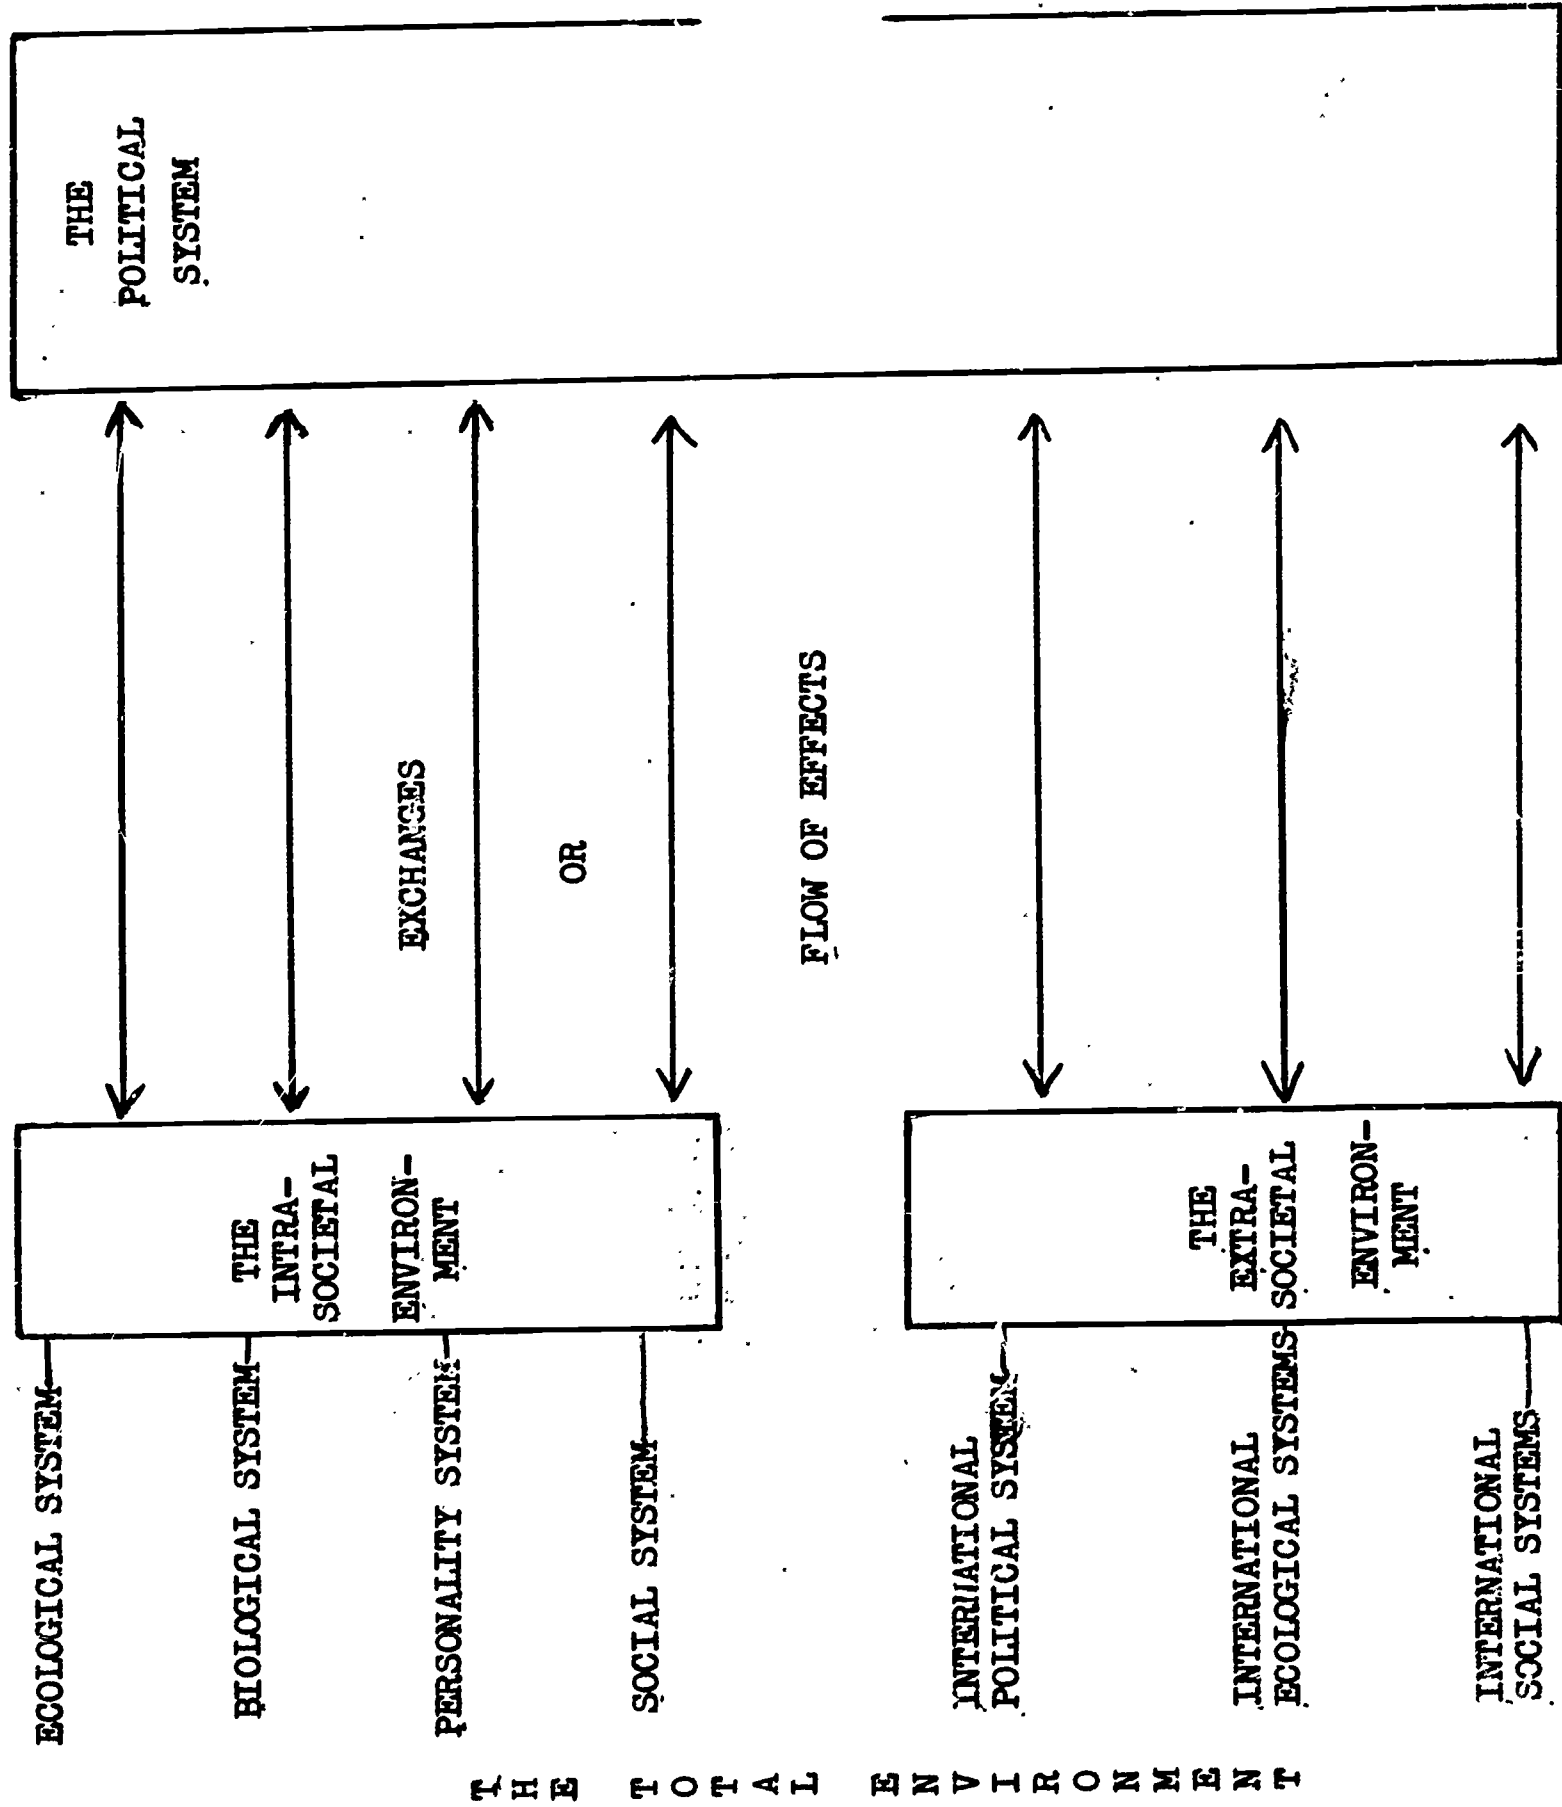 THE TOTAL ENVIRONMENT
ECOLOGICAL SYSTEM
BIOLOGICAL SYSTEM
PERSONALITY SYSTEM
SOCIAL SYSTEM
INTERNATIONAL
POLITICAL SYSTEM
INTERNATIONAL
ECOLOGICAL SYSTEMS
INTERNATIONAL
SOCIAL SYSTEMS
THE
INTRA-
SOCIETAL
ENVIRON-
MENT
THE
EXTRA-
SOCIETAL
ENVIRON-
MENT
EXCHANGES
OR
FLOW OF EFFECTS
THE
POLITICAL
SYSTEM